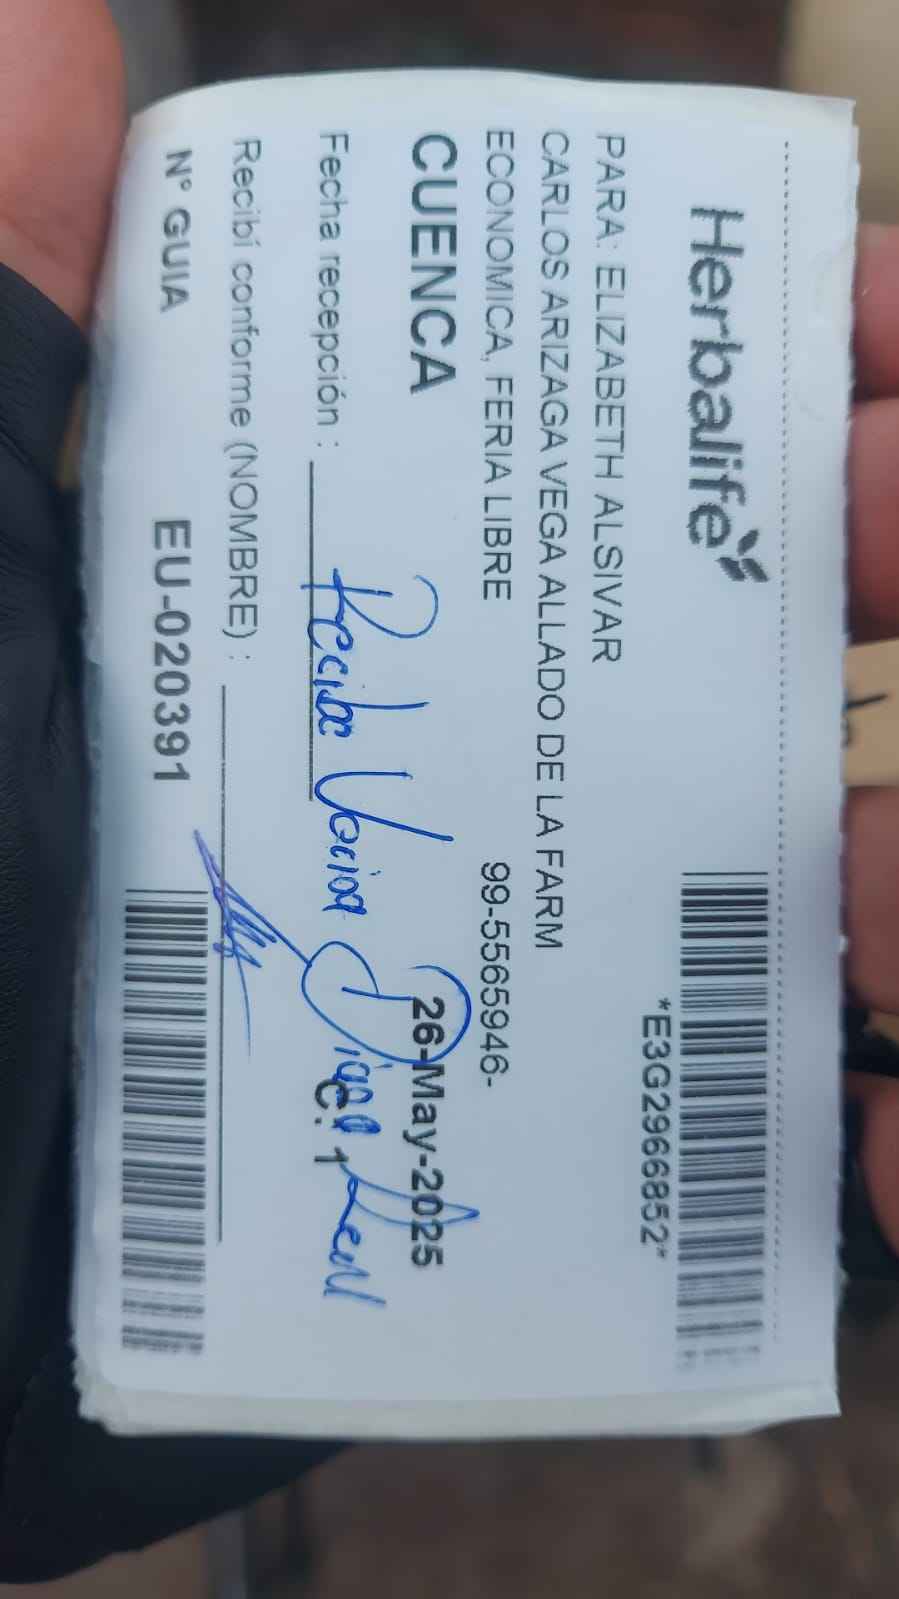 Herbalife
*E3G2966852*
PARA: ELIZABETH ALSIVAR
CARLOS ARIZAGA VEGA ALLADO DE LA FARM
ECONOMICA, FERIA LIBRE 99-5565946-
CUENCA 26-May-2025
Fecha recepción :
Recibe
C. 1
Recibí conforme (NOMBRE) :
N° GUIA EU-020391